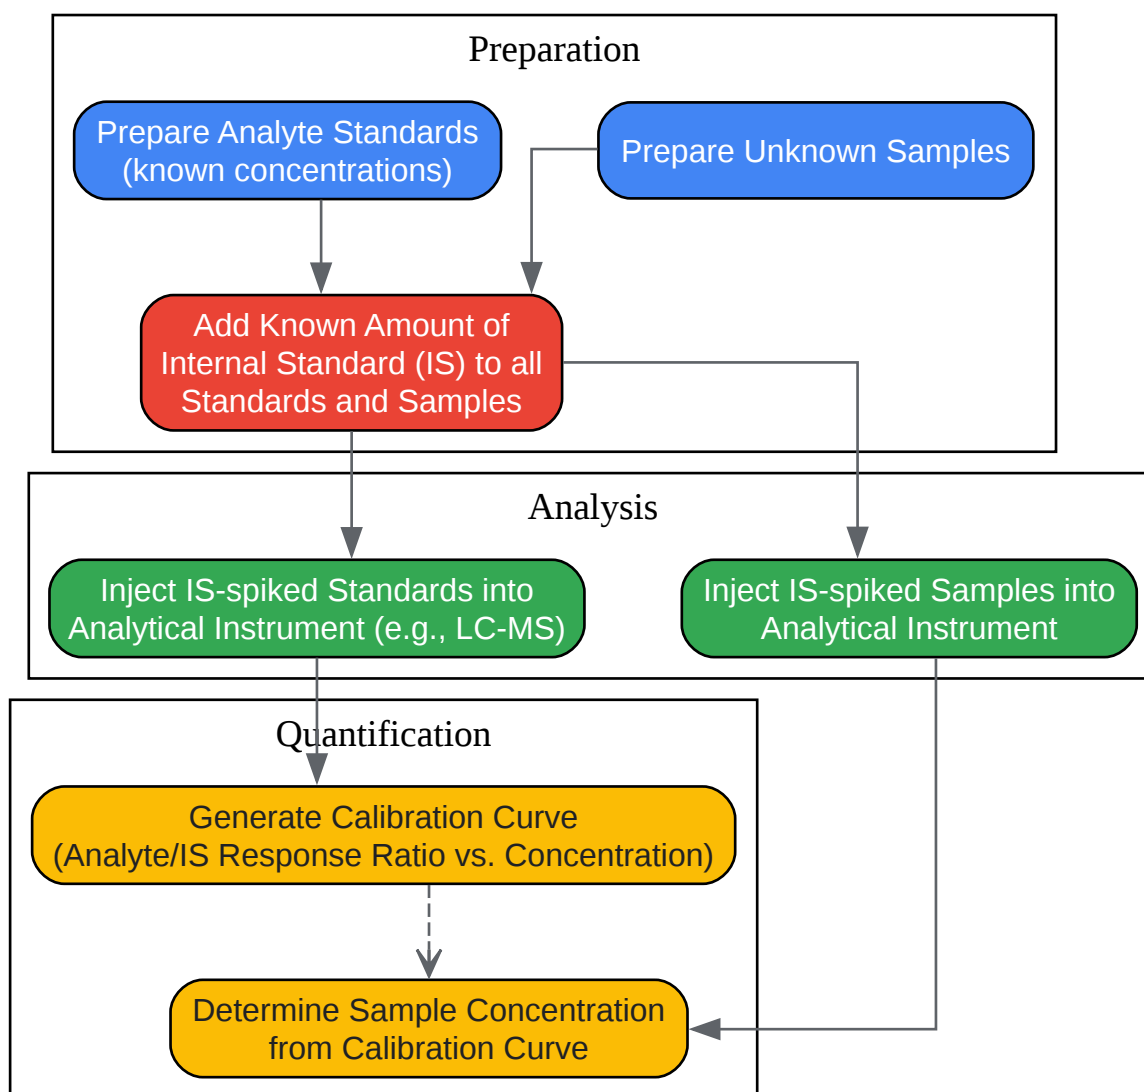 Preparation
Prepare Analyte Standards
(known concentrations)
Prepare Unknown Samples
Add Known Amount of
Internal Standard (IS) to all
Standards and Samples
Analysis
Inject IS-spiked Standards into
Analytical Instrument (e.g., LC-MS)
Inject IS-spiked Samples into
Analytical Instrument
Quantification
Generate Calibration Curve
(Analyte/IS Response Ratio vs. Concentration)
Determine Sample Concentration
from Calibration Curve